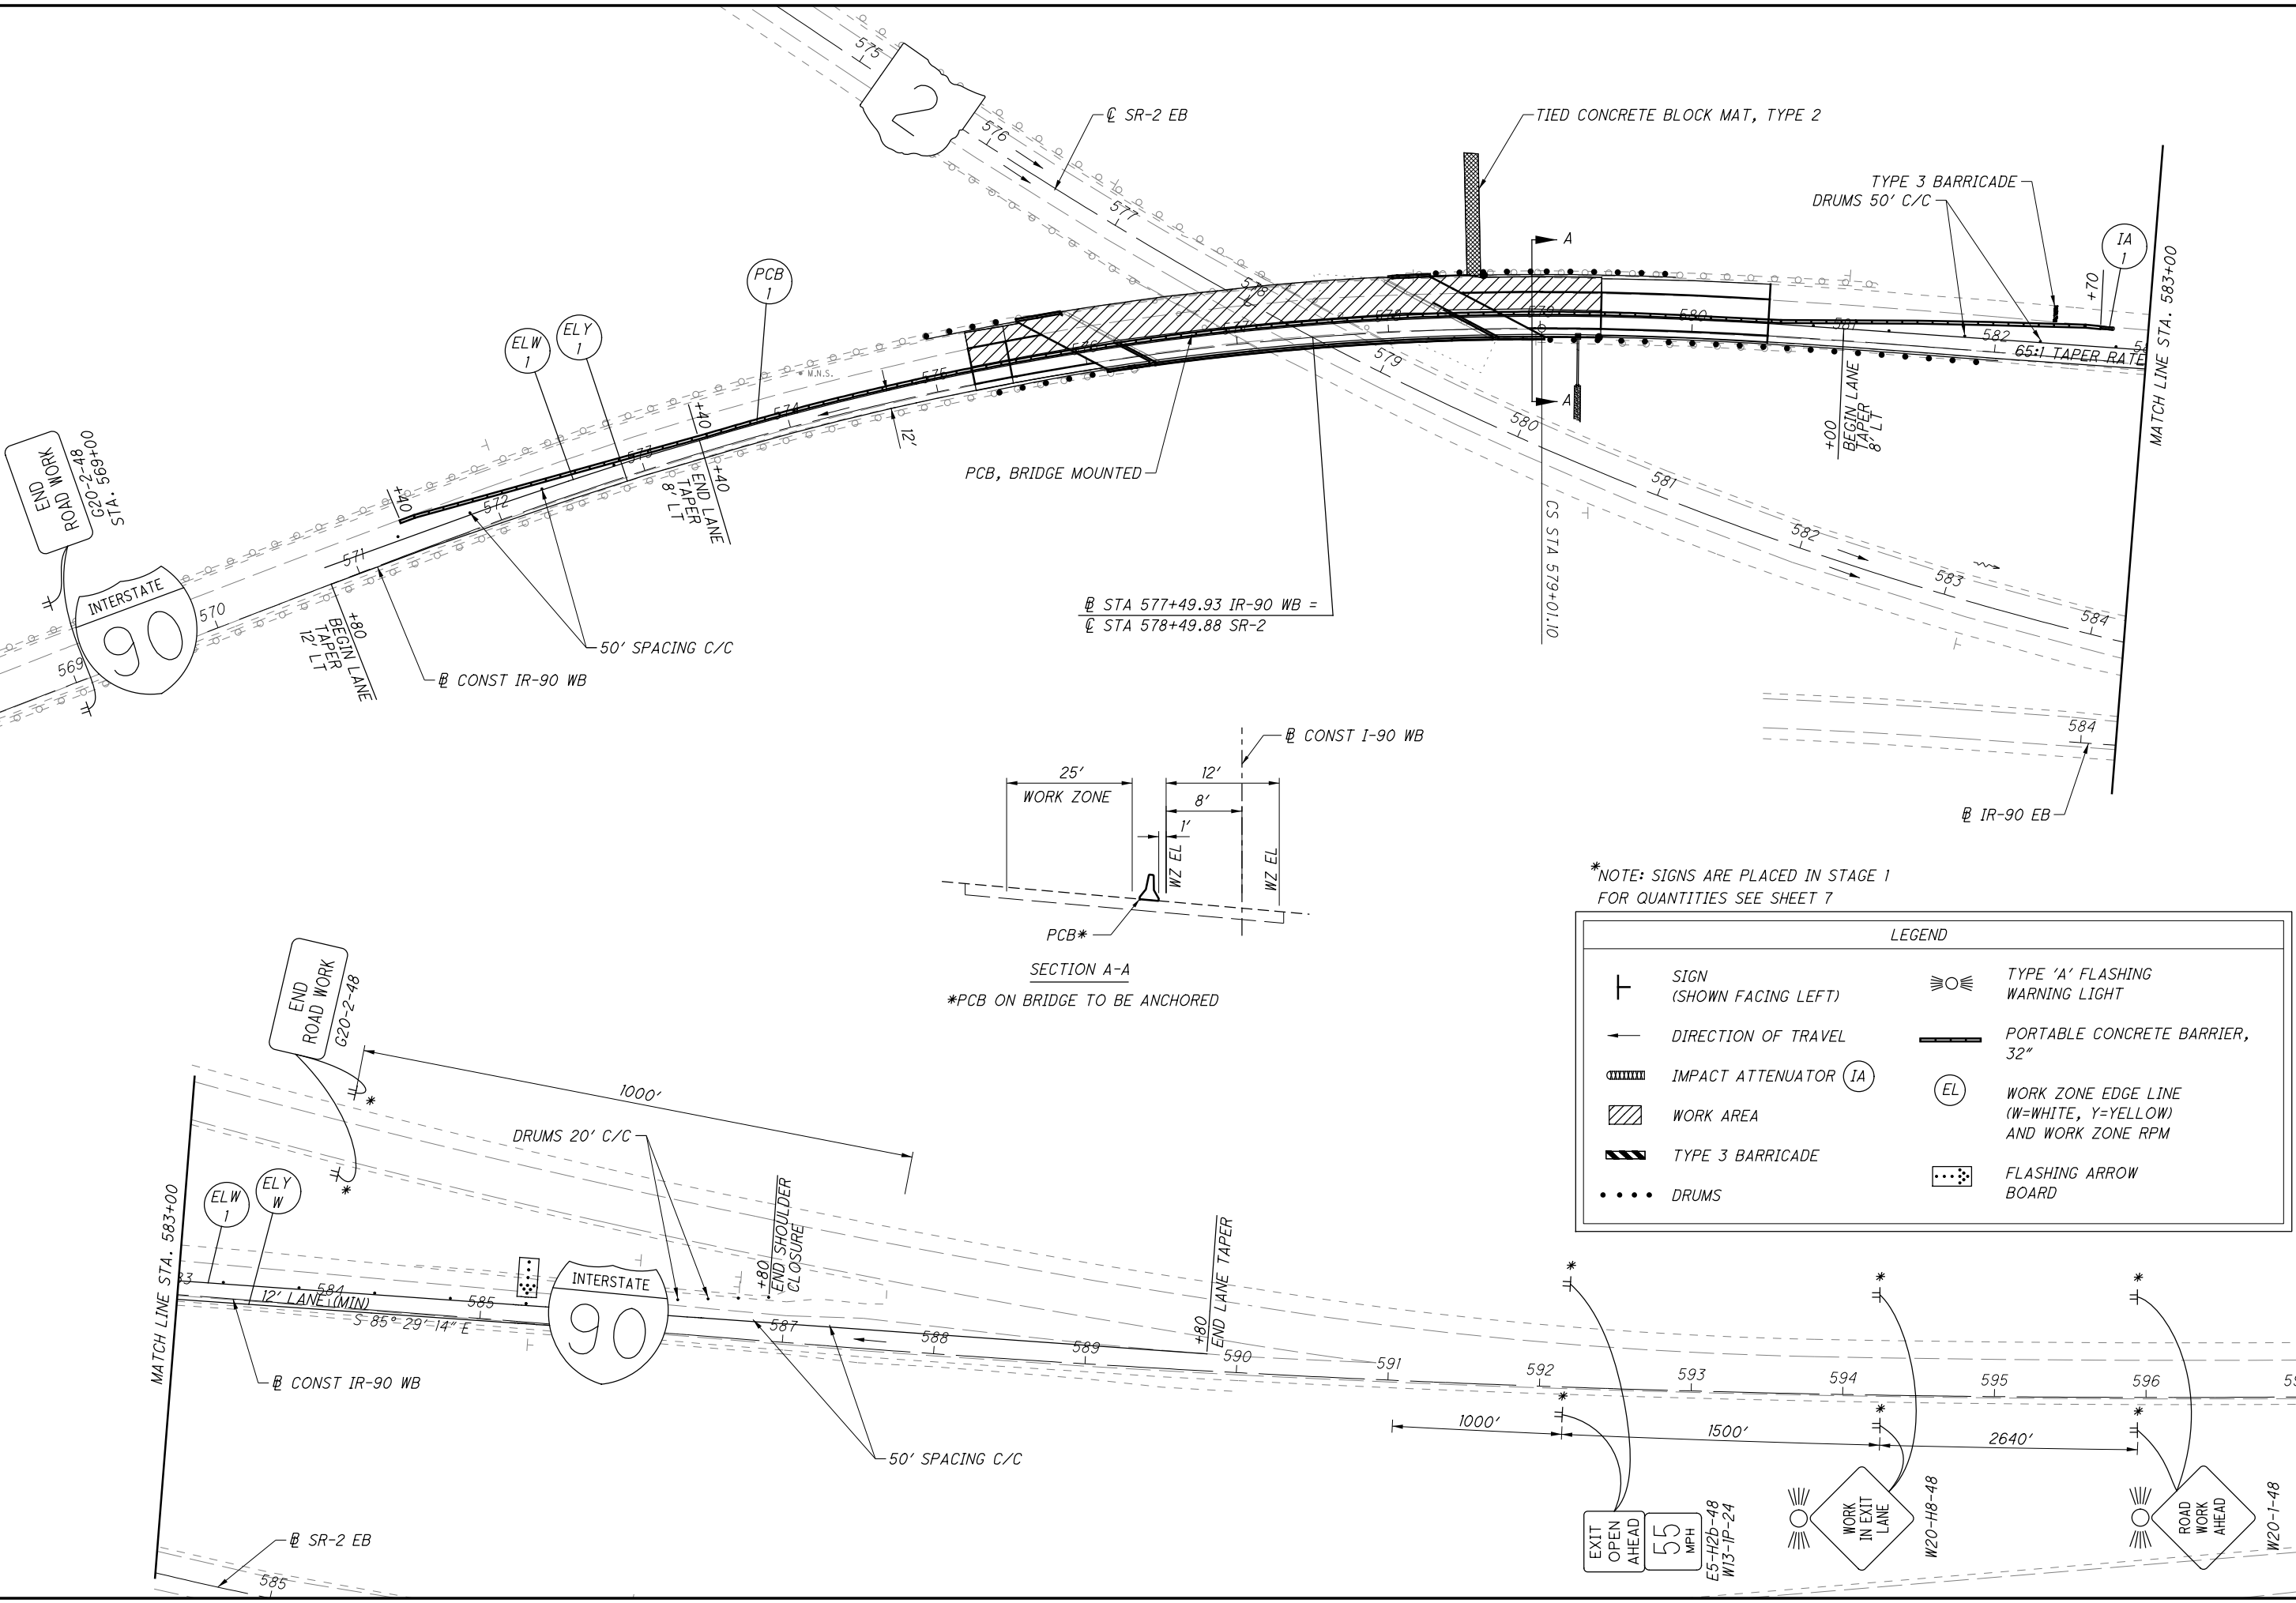 575
2
576
577
578
579
580
581
582
583
584
℄ SR-2 EB
TIED CONCRETE BLOCK MAT, TYPE 2
TYPE 3 BARRICADE
DRUMS 50' C/C
IA
1
+70
MATCH LINE STA. 583+00
A
A
PCB
1
ELW
1
ELY
1
M.N.S.
END
ROAD WORK
G20-2-48
STA. 569+00
INTERSTATE
90
569
570
571
572
573
574
575
576
577
578
579
580
581
582
65:1 TAPER RATE
+40
+40
+40
END LANE
TAPER
8' LT
12'
PCB, BRIDGE MOUNTED
+00
BEGIN LANE
TAPER
8' LT
CS STA 579+01.10
+80
BEGIN LANE
TAPER
12' LT
50' SPACING C/C
BL CONST IR-90 WB
BL STA 577+49.93 IR-90 WB =
℄ STA 578+49.88 SR-2
584
BL IR-90 EB
BL CONST I-90 WB
25'
WORK ZONE
12'
8'
1'
WZ EL
WZ EL
PCB*
SECTION A-A
*PCB ON BRIDGE TO BE ANCHORED
*NOTE: SIGNS ARE PLACED IN STAGE 1
FOR QUANTITIES SEE SHEET 7
LEGEND
SIGN
(SHOWN FACING LEFT)
DIRECTION OF TRAVEL
IMPACT ATTENUATOR IA
WORK AREA
TYPE 3 BARRICADE
DRUMS
TYPE 'A' FLASHING
WARNING LIGHT
PORTABLE CONCRETE BARRIER,
32"
EL
WORK ZONE EDGE LINE
(W=WHITE, Y=YELLOW)
AND WORK ZONE RPM
FLASHING ARROW
BOARD
END
ROAD WORK
G20-2-48
*
*
1000'
DRUMS 20' C/C
MATCH LINE STA. 583+00
ELW
1
ELY
W
584
12' LANE (MIN)
585
S 85° 29' 14" E
INTERSTATE
90
+80
END SHOULDER
CLOSURE
587
588
589
590
591
592
593
594
595
596
+80
END LANE TAPER
BL CONST IR-90 WB
50' SPACING C/C
BL SR-2 EB
585
*
*
*
*
*
*
1000'
1500'
2640'
EXIT
OPEN
AHEAD
55
MPH
E5-H2b-48
W13-1P-24
WORK
IN EXIT
LANE
W20-H8-48
ROAD
WORK
AHEAD
W20-1-48